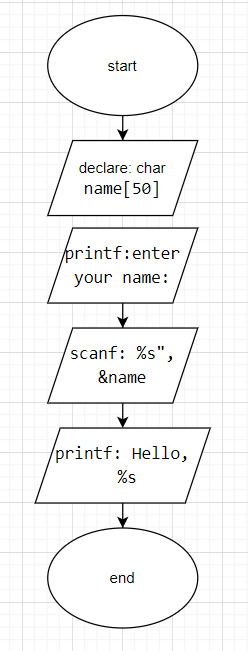 start
declare: char
name[50]
printf:enter
your name:
scanf: %s",
&name
printf: Hello,
%s
end